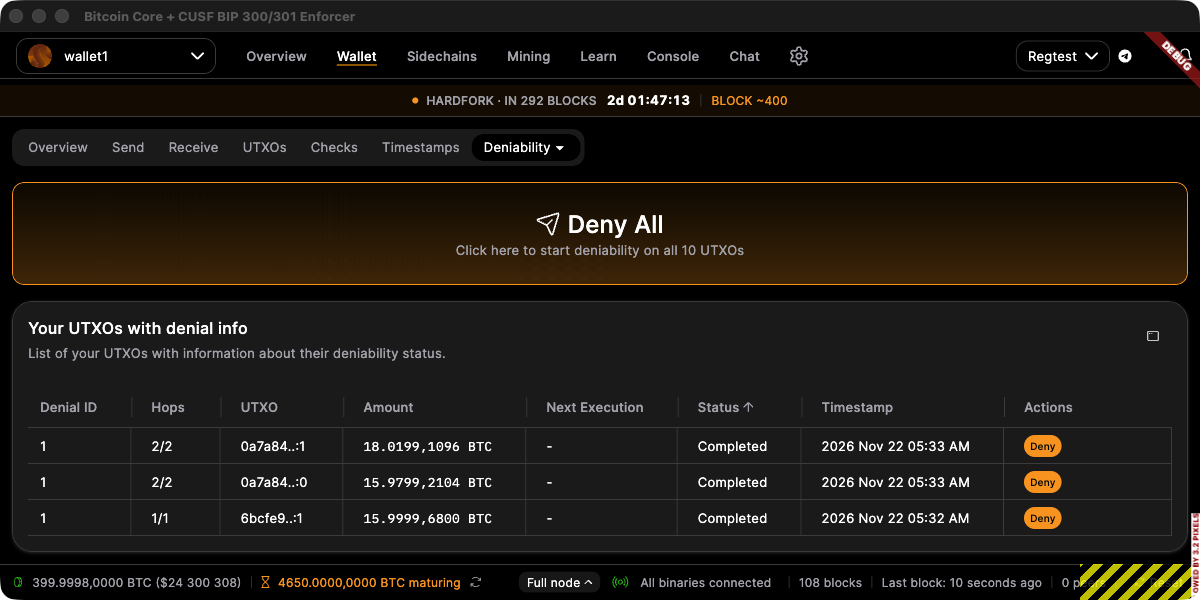 Bitcoin Core + CUSF BIP 300/301 Enforcer
wallet1 Overview Wallet Sidechains Mining Learn Console Chat Regtest DEBUG
HARDFORK · IN 292 BLOCKS 2d 01:47:13 BLOCK ~400
Overview Send Receive UTXOs Checks Timestamps Deniability
Deny All
Click here to start deniability on all 10 UTXOs
Your UTXOs with denial info
List of your UTXOs with information about their deniability status.
Denial ID Hops UTXO Amount Next Execution Status ↑ Timestamp Actions
1 2/2 0a7a84..:1 18.0199,1096 BTC - Completed 2026 Nov 22 05:33 AM Deny
1 2/2 0a7a84..:0 15.9799,2104 BTC - Completed 2026 Nov 22 05:33 AM Deny
1 1/1 6bcfe9..:1 15.9999,6800 BTC - Completed 2026 Nov 22 05:32 AM Deny
399.9998,0000 BTC ($24 300 308) 4650.0000,0000 BTC maturing Full node All binaries connected 108 blocks Last block: 10 seconds ago 0 peers
OWED BY 3.2 PIXELS